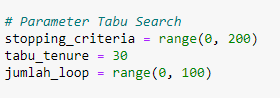 # Parameter Tabu Search
stopping_criteria = range(0, 200)
tabu_tenure = 30
jumlah_loop = range(0, 100)